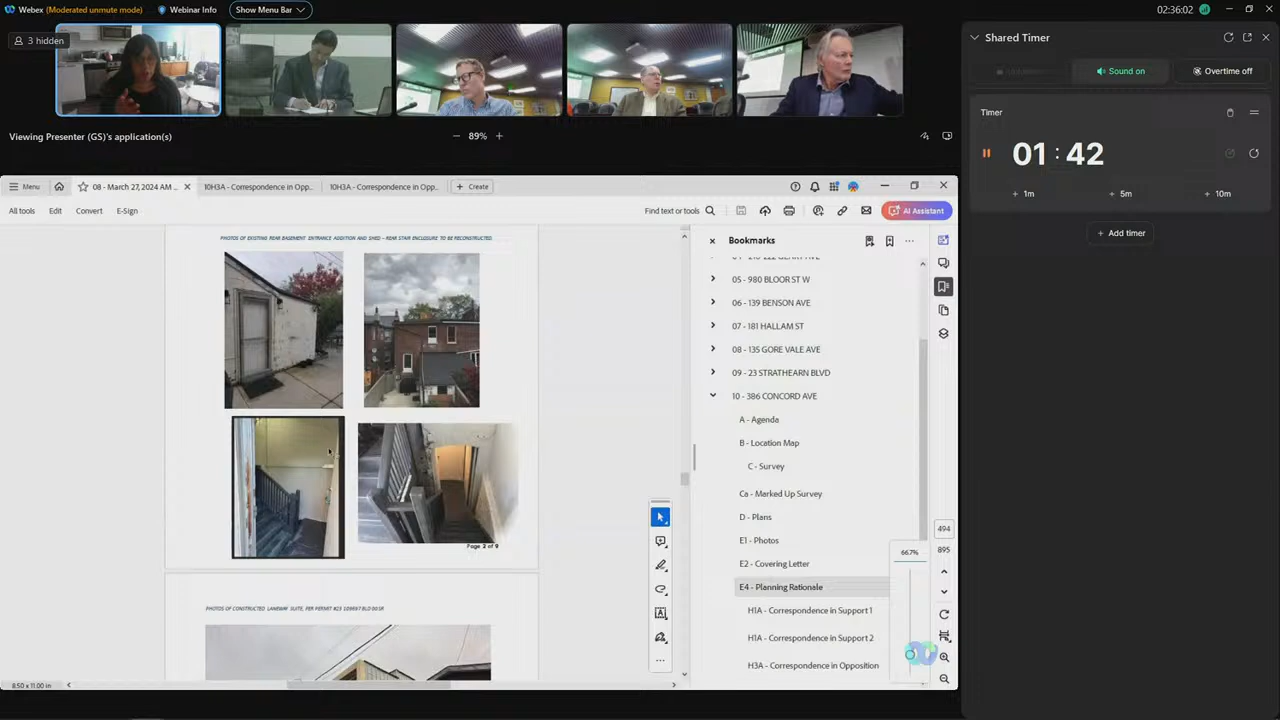 Webex (Moderated unmute mode) Webinar Info Show Menu Bar 02:36:02
3 hidden
Shared Timer
Sound on Overtime off
Viewing Presenter (GS)'s application(s) 89%
Timer
01 : 42
+ 1m + 5m + 10m
+ Add timer
Menu 08 - March 27, 2024 AM ... 10H3A - Correspondence in Opp... 10H3A - Correspondence in Opp... + Create
All tools Edit Convert E-Sign Find text or tools AI Assistant
PHOTOS OF EXISTING REAR BASEMENT ENTRANCE ADDITION AND SHED – REAR STAIR ENCLOSURE TO BE RECONSTRUCTED.
Page 2 of 9
PHOTOS OF CONSTRUCTED LANEWAY SUITE, PER PERMIT
8.50 x 11.00 in
Bookmarks
05 - 980 BLOOR ST W
06 - 139 BENSON AVE
07 - 181 HALLAM ST
08 - 135 GORE VALE AVE
09 - 23 STRATHEARN BLVD
10 - 386 CONCORD AVE
A - Agenda
B - Location Map
C - Survey
Ca - Marked Up Survey
D - Plans
E1 - Photos
E2 - Covering Letter
E4 - Planning Rationale
H1A - Correspondence in Support 1
H1A - Correspondence in Support 2
H3A - Correspondence in Opposition
494
895
66.7%